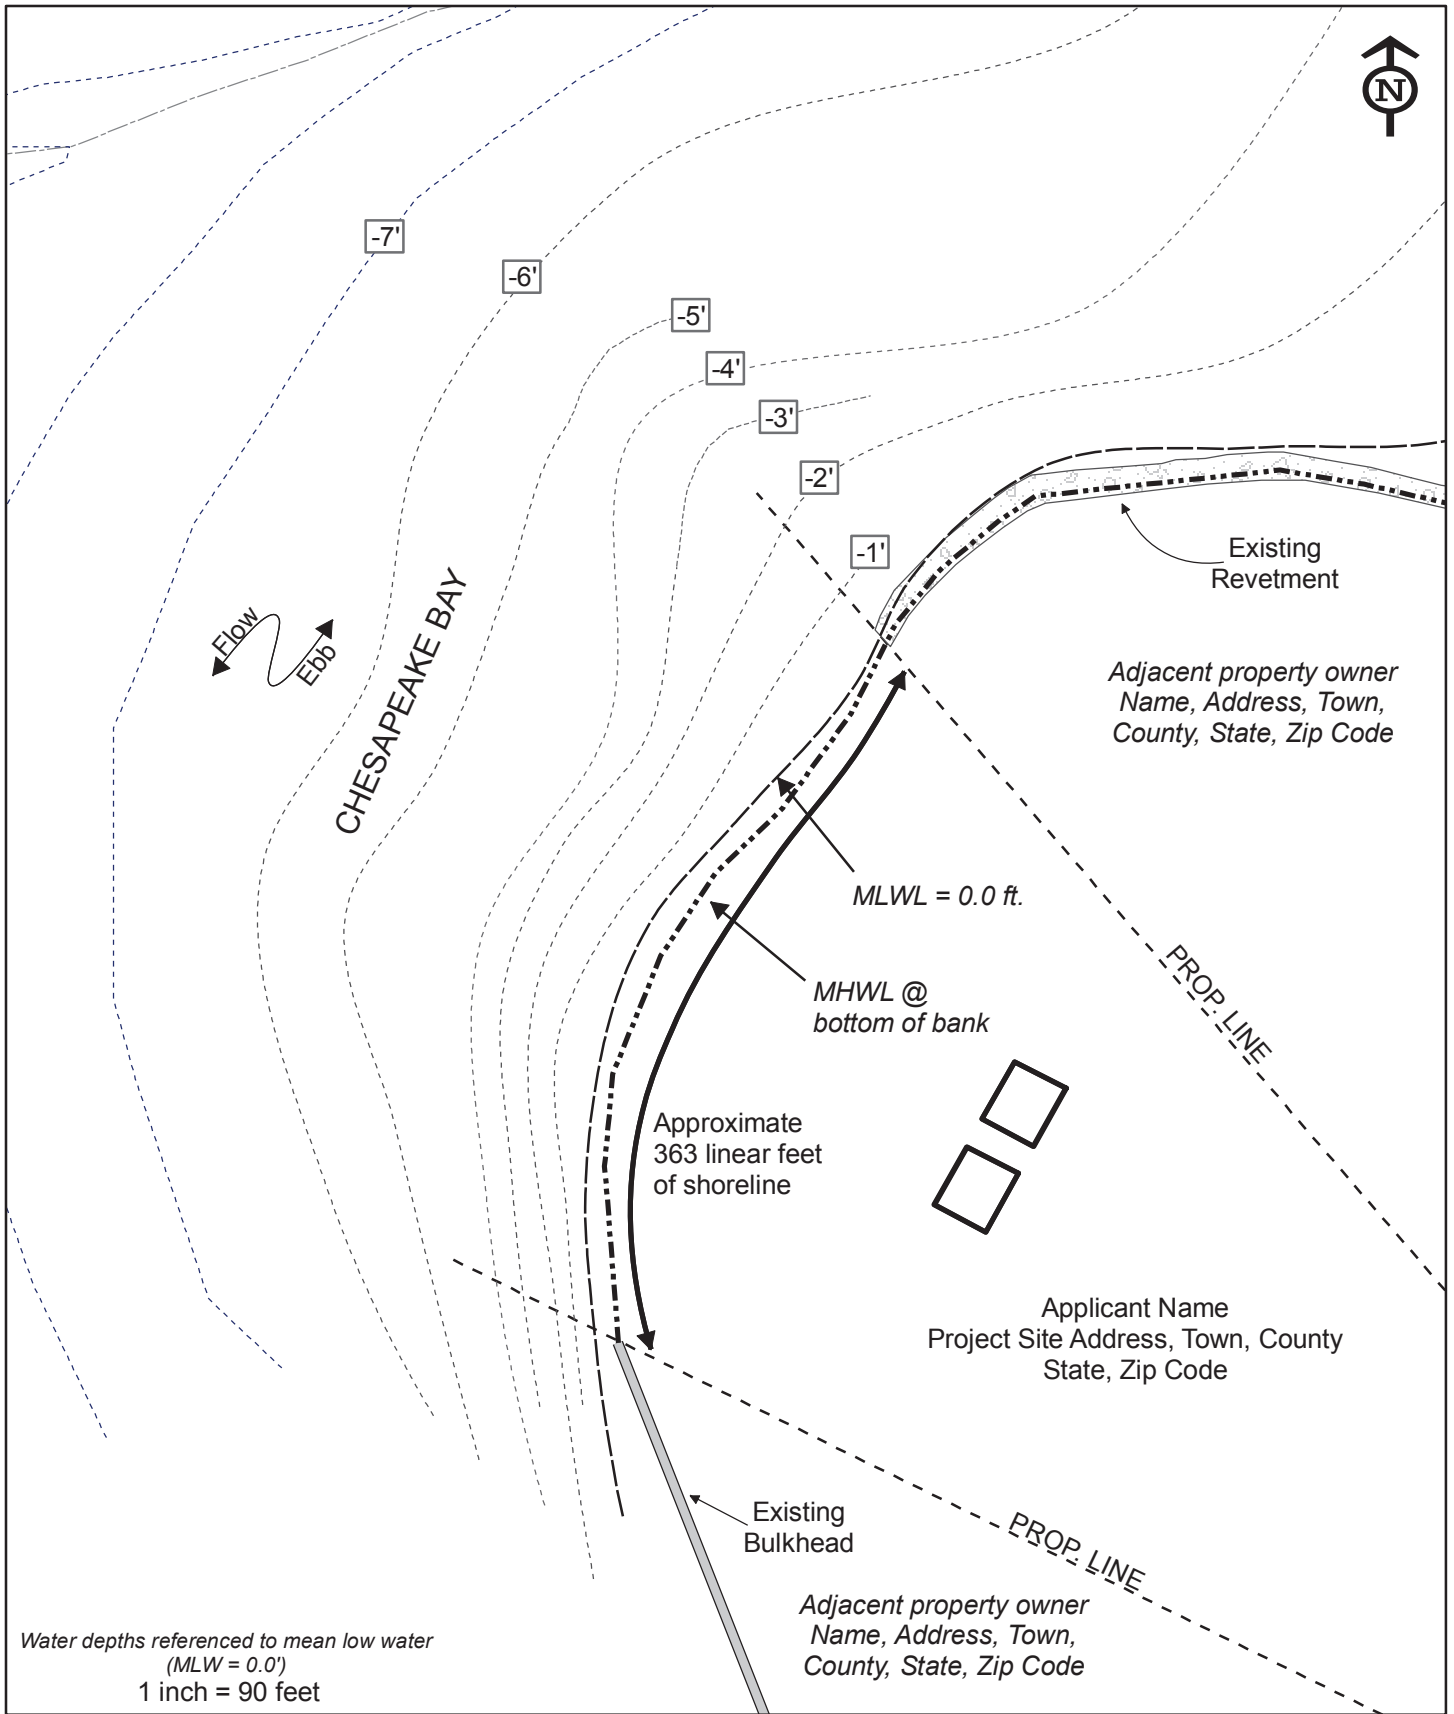 N
-7'
-6'
-5'
-4'
-3'
-2'
-1'
Existing
Revetment
Flow
Ebb
CHESAPEAKE BAY
Adjacent property owner
Name, Address, Town,
County, State, Zip Code
MLWL = 0.0 ft.
MHWL @
bottom of bank
PROP. LINE
Approximate
363 linear feet
of shoreline
Applicant Name
Project Site Address, Town, County
State, Zip Code
Existing
Bulkhead
PROP. LINE
Adjacent property owner
Name, Address, Town,
County, State, Zip Code
Water depths referenced to mean low water
(MLW = 0.0')
1 inch = 90 feet